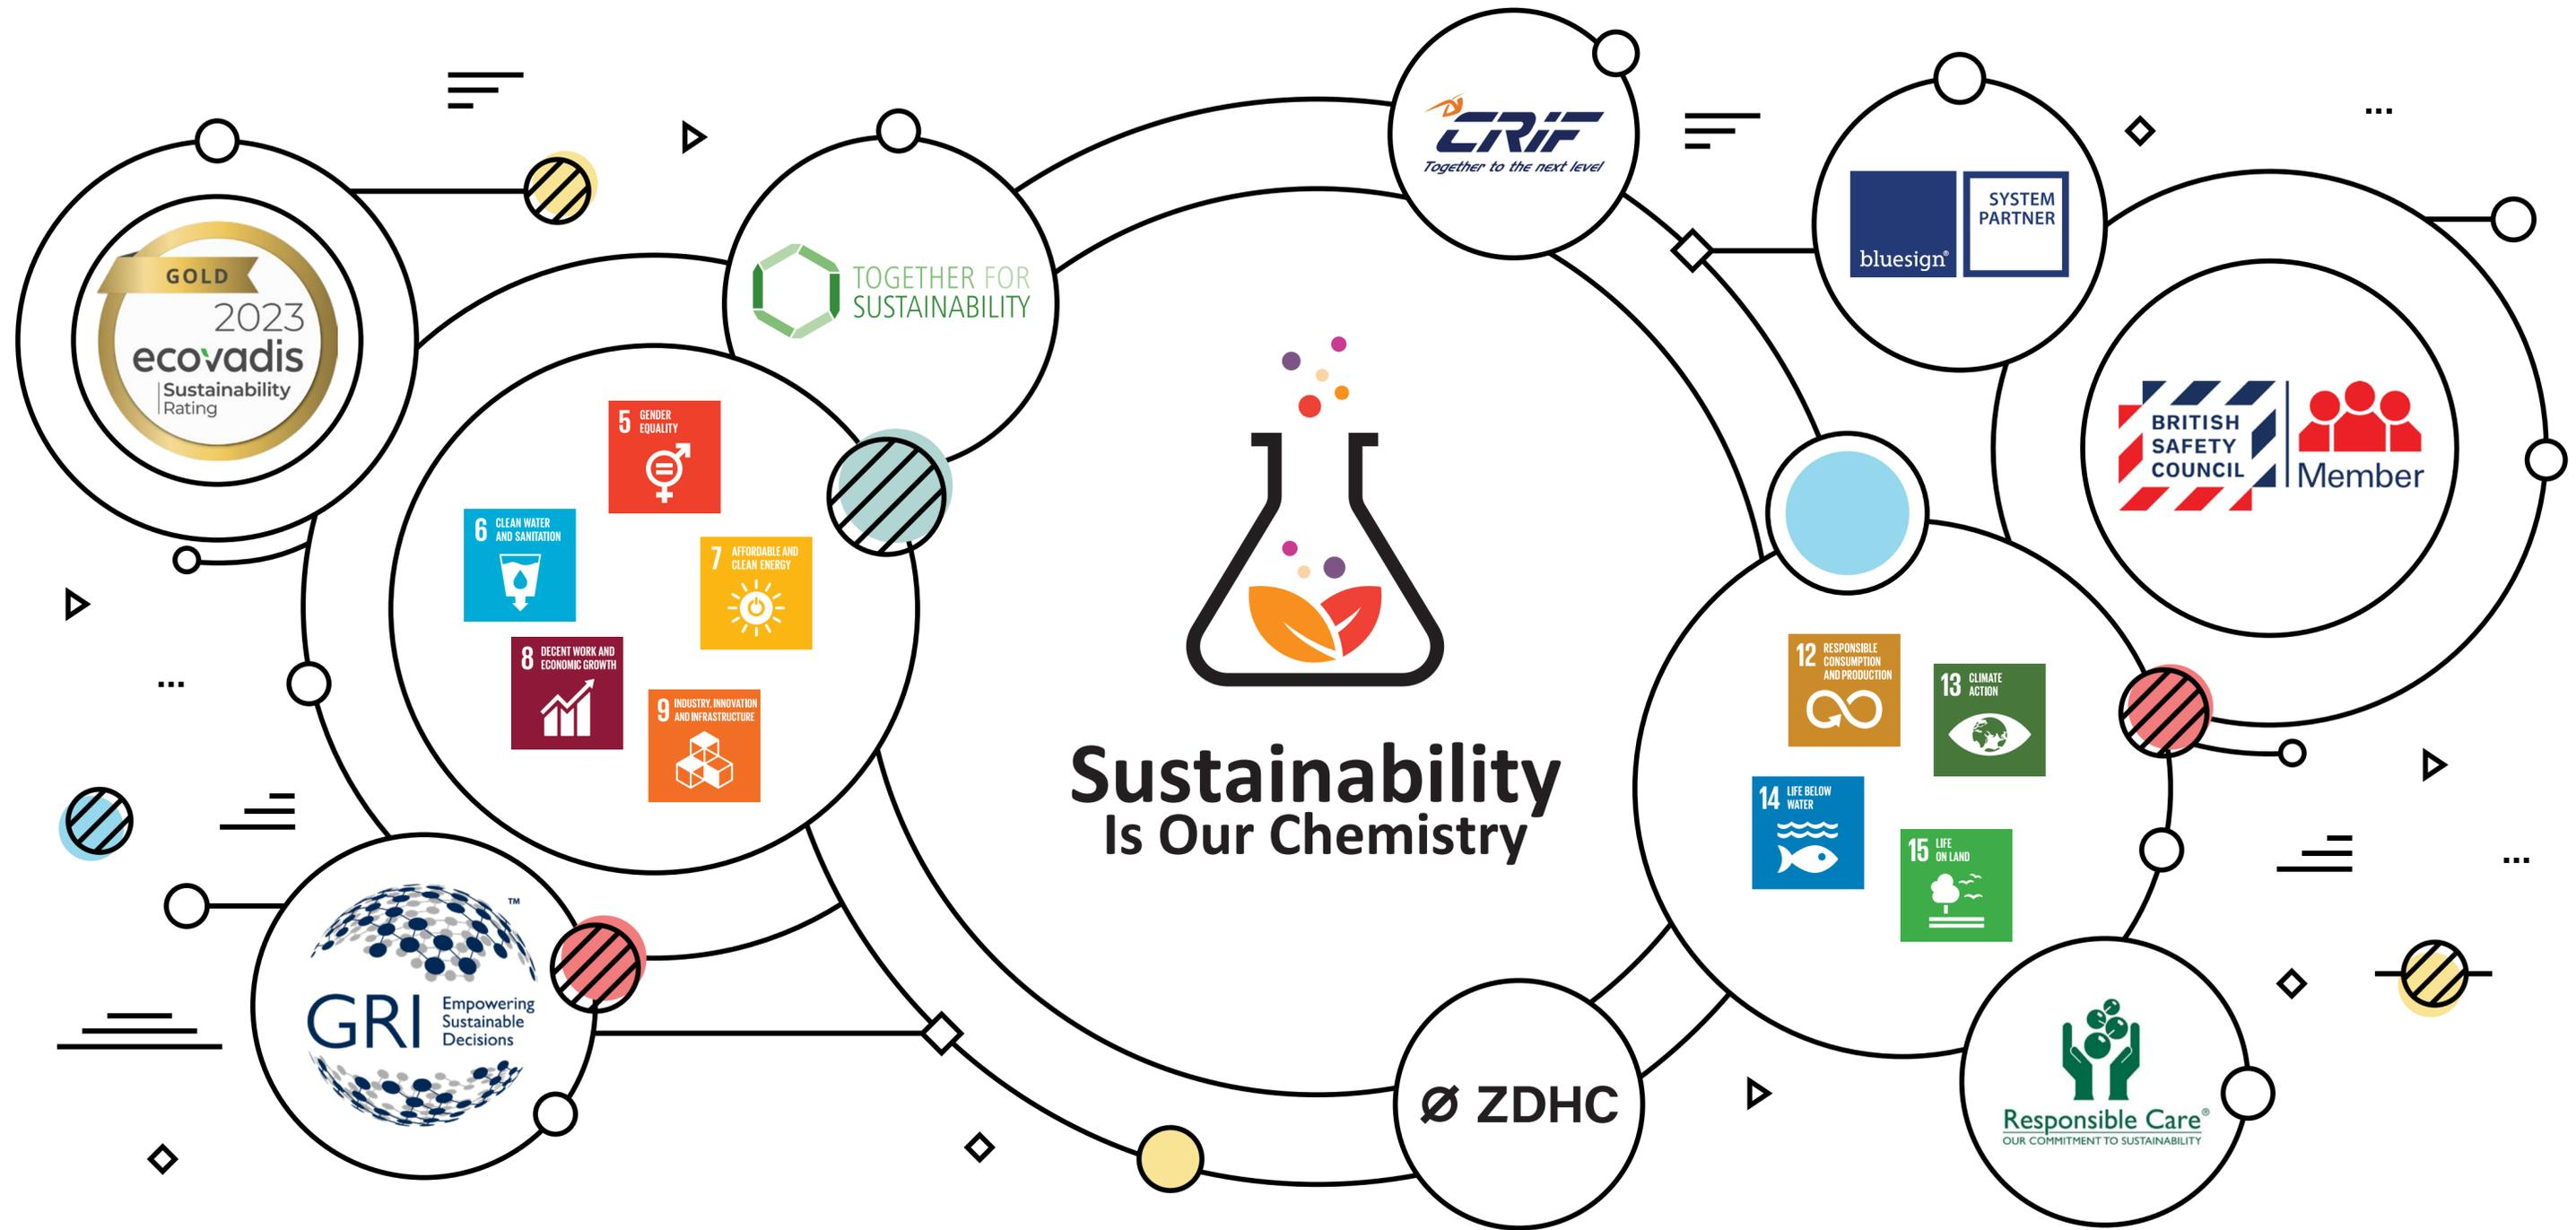 GOLD
2023
ecovadis
Sustainability
Rating
TOGETHER FOR
SUSTAINABILITY
CRIF
Together to the next level
bluesign®
SYSTEM
PARTNER
BRITISH
SAFETY
COUNCIL
Member
5 GENDER
EQUALITY
6 CLEAN WATER
AND SANITATION
7 AFFORDABLE AND
CLEAN ENERGY
8 DECENT WORK AND
ECONOMIC GROWTH
9 INDUSTRY, INNOVATION
AND INFRASTRUCTURE
Sustainability
Is Our Chemistry
12 RESPONSIBLE
CONSUMPTION
AND PRODUCTION
13 CLIMATE
ACTION
14 LIFE BELOW
WATER
15 LIFE
ON LAND
TM
GRI
Empowering
Sustainable
Decisions
ZDHC
Responsible Care®
OUR COMMITMENT TO SUSTAINABILITY